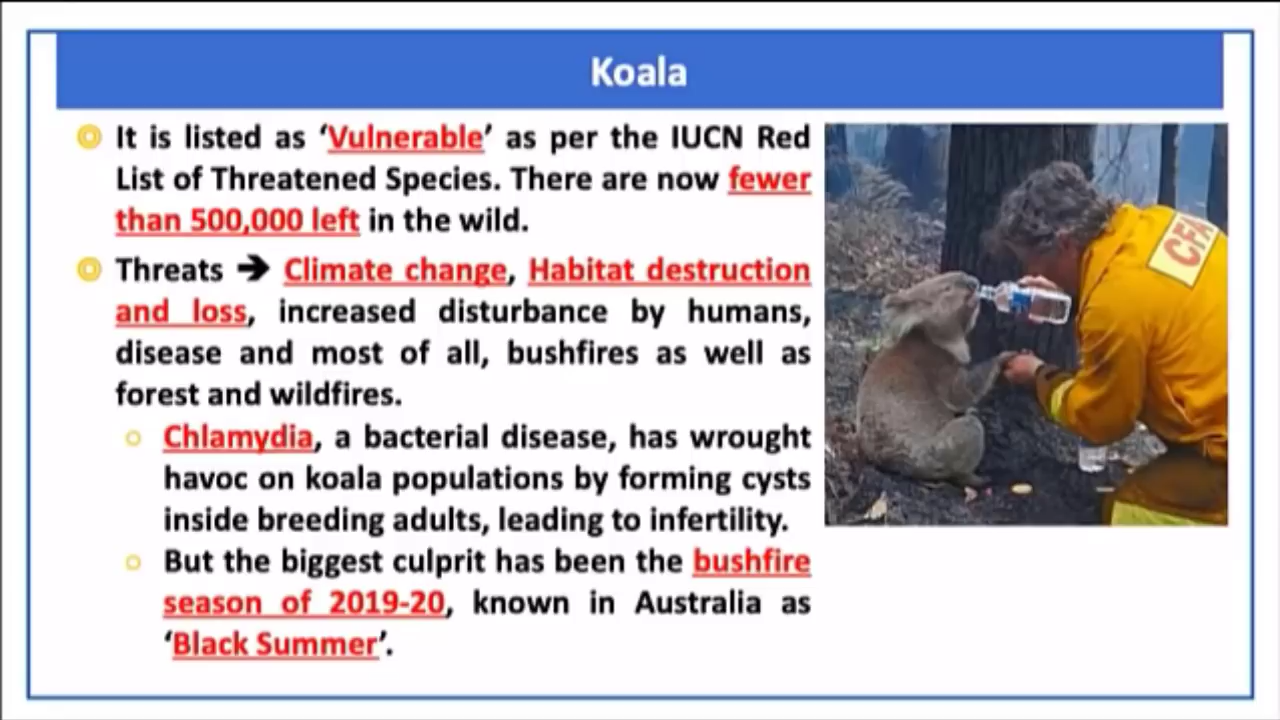 Koala
It is listed as ‘Vulnerable’ as per the IUCN Red
List of Threatened Species. There are now fewer
than 500,000 left in the wild.
Threats ➔ Climate change, Habitat destruction
and loss, increased disturbance by humans,
disease and most of all, bushfires as well as
forest and wildfires.
Chlamydia, a bacterial disease, has wrought
havoc on koala populations by forming cysts
inside breeding adults, leading to infertility.
But the biggest culprit has been the bushfire
season of 2019-20, known in Australia as
‘Black Summer’.
CFA